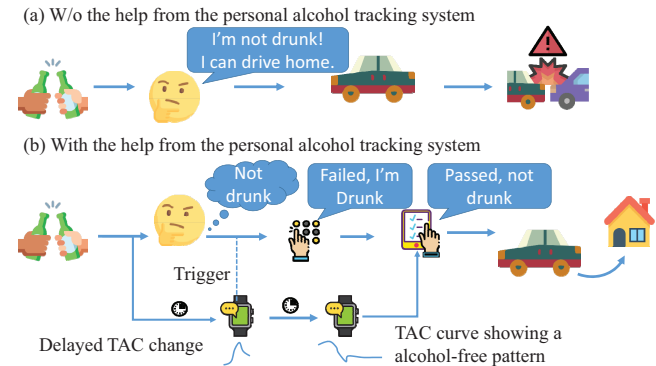 (a) W/o the help from the personal alcohol tracking system
I'm not drunk!
I can drive home.
(b) With the help from the personal alcohol tracking system
Not
drunk
Failed, I'm
Drunk
Passed, not
drunk
Trigger
Delayed TAC change
TAC curve showing a
alcohol-free pattern